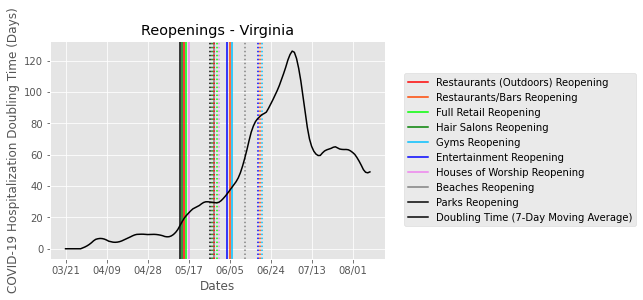 Reopenings - Virginia
COVID-19 Hospitalization Doubling Time (Days)
120
100
80
60
40
20
0
03/21 04/09 04/28 05/17 06/05 06/24 07/13 08/01
Dates
Restaurants (Outdoors) Reopening
Restaurants/Bars Reopening
Full Retail Reopening
Hair Salons Reopening
Gyms Reopening
Entertainment Reopening
Houses of Worship Reopening
Beaches Reopening
Parks Reopening
Doubling Time (7-Day Moving Average)